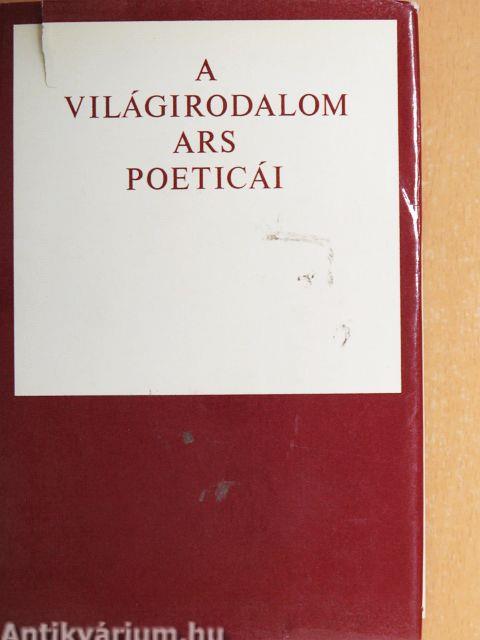 A
VILÁGIRODALOM
ARS
POETICÁI
Antikvárium.hu